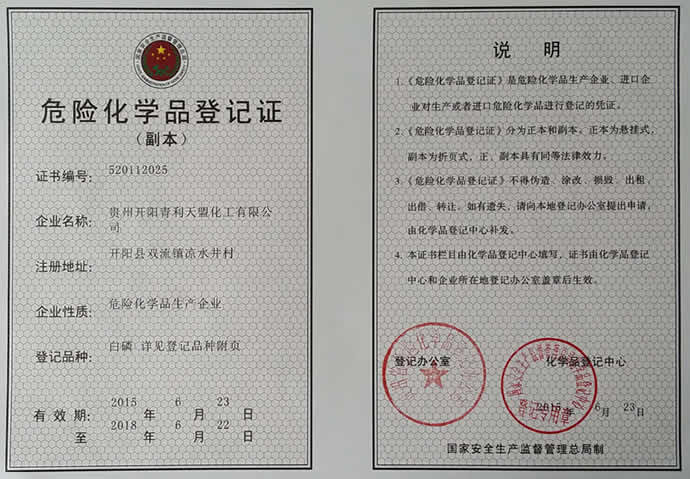 危险化学品登记证
（副本）
证书编号： 520112025
企业名称： 贵州开阳青利天盟化工有限公
司
注册地址： 开阳县双流镇凉水井村
企业性质： 危险化学品生产企业
登记品种： 白磷 详见登记品种附页
有效期： 2015 年 6 月 23 日
至 2018 年 6 月 22 日
说 明
1.《危险化学品登记证》是危险化学品生产企业、进口企
业对生产或者进口危险化学品进行登记的凭证。
2.《危险化学品登记证》分为正本和副本。正本为悬挂式，
副本为折页式，正、副本具有同等法律效力。
3.《危险化学品登记证》不得伪造、涂改、损毁、出租、
出借、转让。如有遗失，请向本地登记办公室提出申请，
由化学品登记中心补发。
4. 本证书栏目由化学品登记中心填写，证书由化学品登记
中心和企业所在地登记办公室盖章后生效。
登记办公室 化学品登记中心
2015 年 6 月 23 日
登记专用章
国家安全生产监督管理总局制